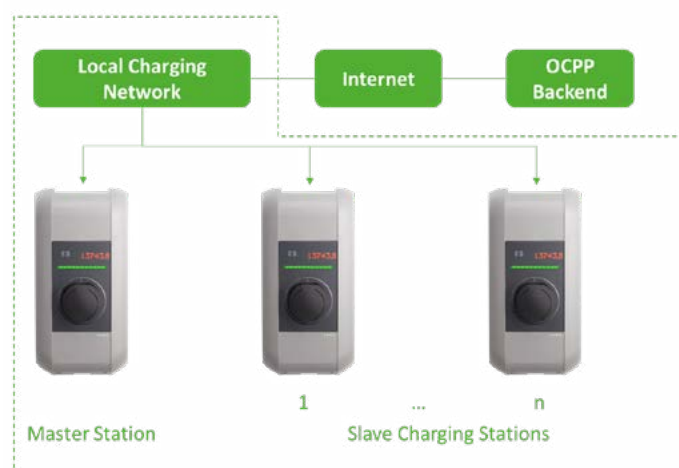 Local Charging
Network
Internet
OCPP
Backend
1
...
n
Master Station
Slave Charging Stations